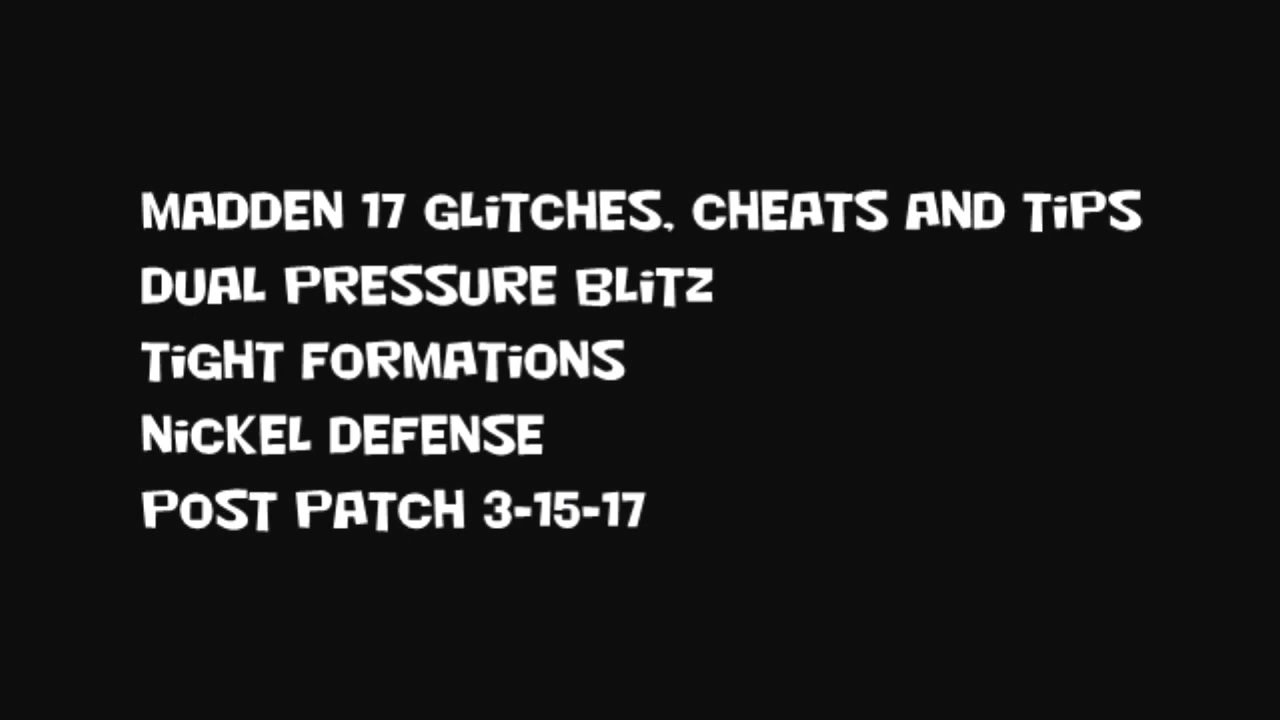 MADDEN 17 GLiTCHES, CHEATS AND TiPS
DUAL PRESSURE BLiTZ
TiGHT FORMATiONS
NiCKEL DEFENSE
POST PATCH 3-15-17